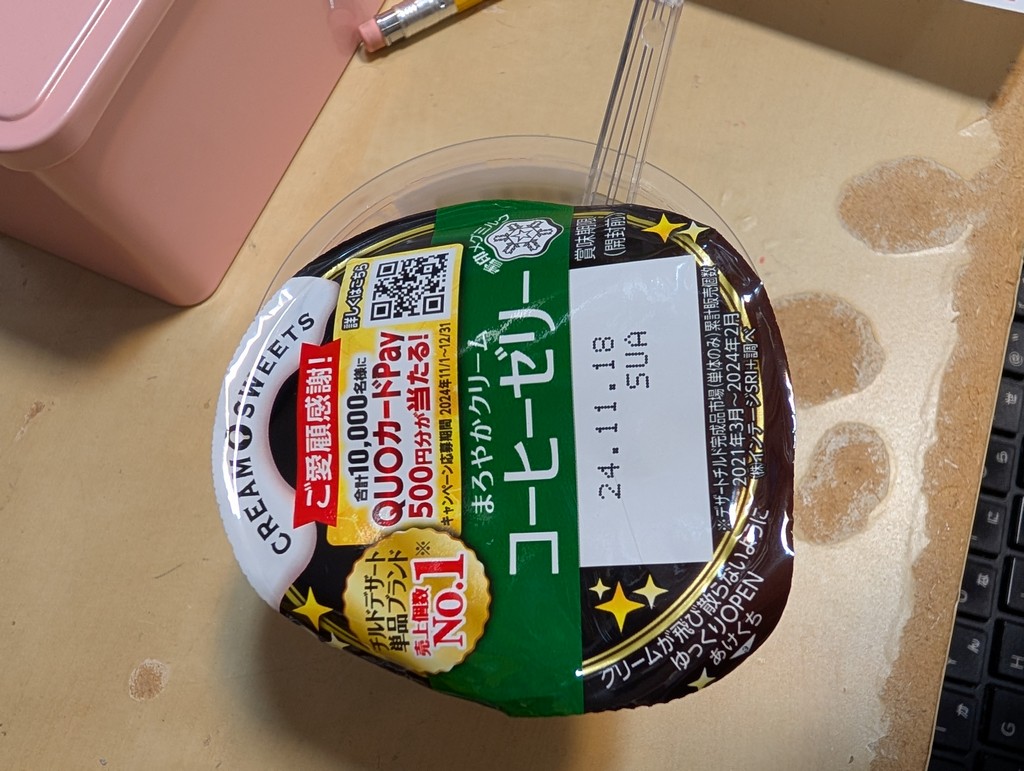 CREAM SWEETS
ご愛顧感謝!
詳しくはこちら
合計10,000名様に
QUOカードPay
500円分が当たる!
キャンペーン応募期間 2024年11/1~12/31
チルドデザート
単品ブランド
売上個数※
No.1
雪印メグミルク
まろやかクリーム
コーヒーゼリー
賞味期限
(開封前)
24.11.18
SUA
※デザートチルド完成品市場(単体のみ)累計販売個数
2021年3月~2024年2月
(株)インテージSRI+調べ
クリームが飛び散らないように
ゆっくりOPEN
あけくち
G
H